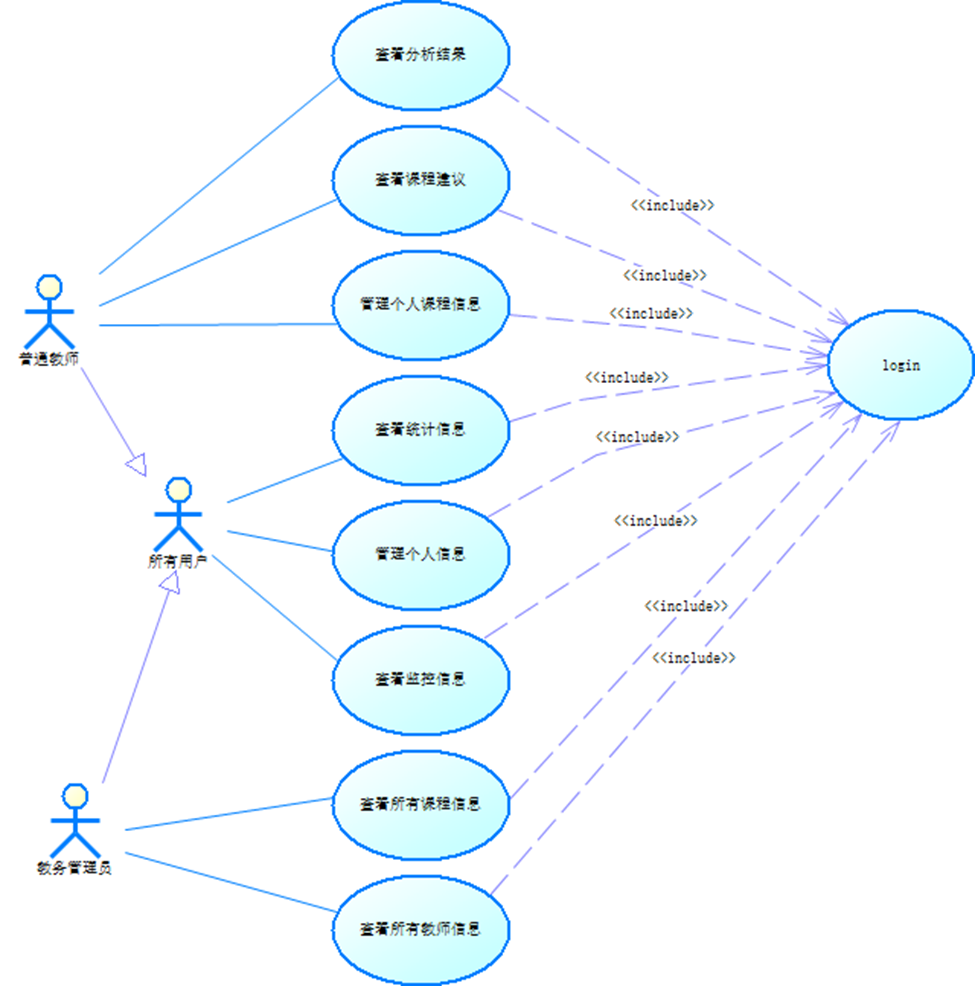 查看分析结果
查看课程建议
<<include>>
<<include>>
管理个人课程信息
<<include>>
普通教师
login
<<include>>
查看统计信息
<<include>>
所有用户
管理个人信息
<<include>>
<<include>>
查看监控信息
<<include>>
查看所有课程信息
教务管理员
查看所有教师信息